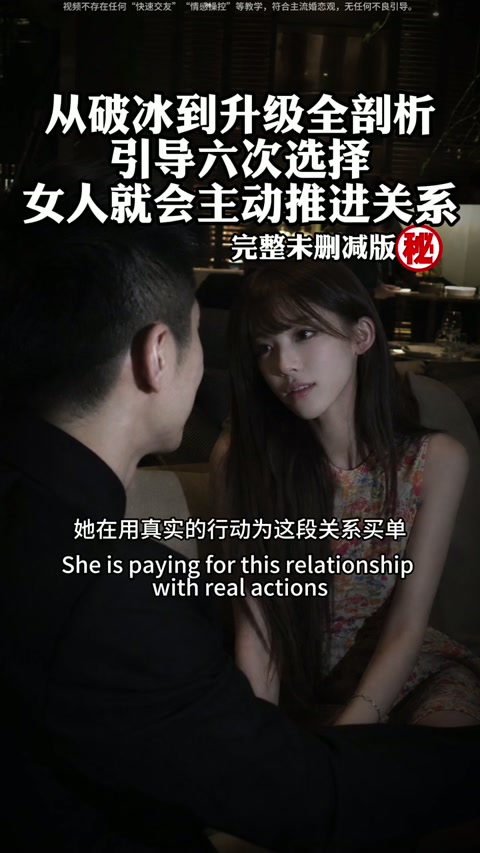 视频不存在任何“快速交友”“情感操控”等教学，符合主流婚恋观，无任何不良引导。
从破冰到升级全剖析
引导六次选择
女人就会主动推进关系
完整未删减版㊙
她在用真实的行动为这段关系买单
She is paying for this relationship
with real actions